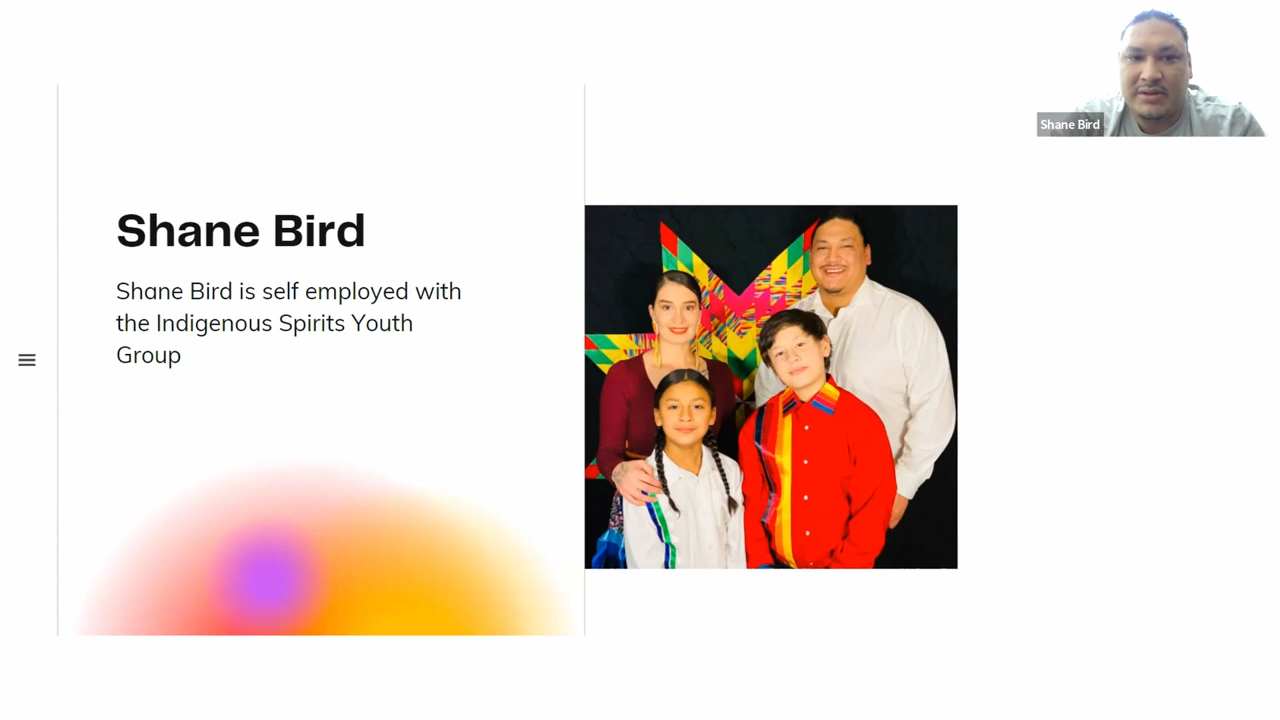 Shane Bird
Shane Bird
Shane Bird is self employed with
the Indigenous Spirits Youth
Group